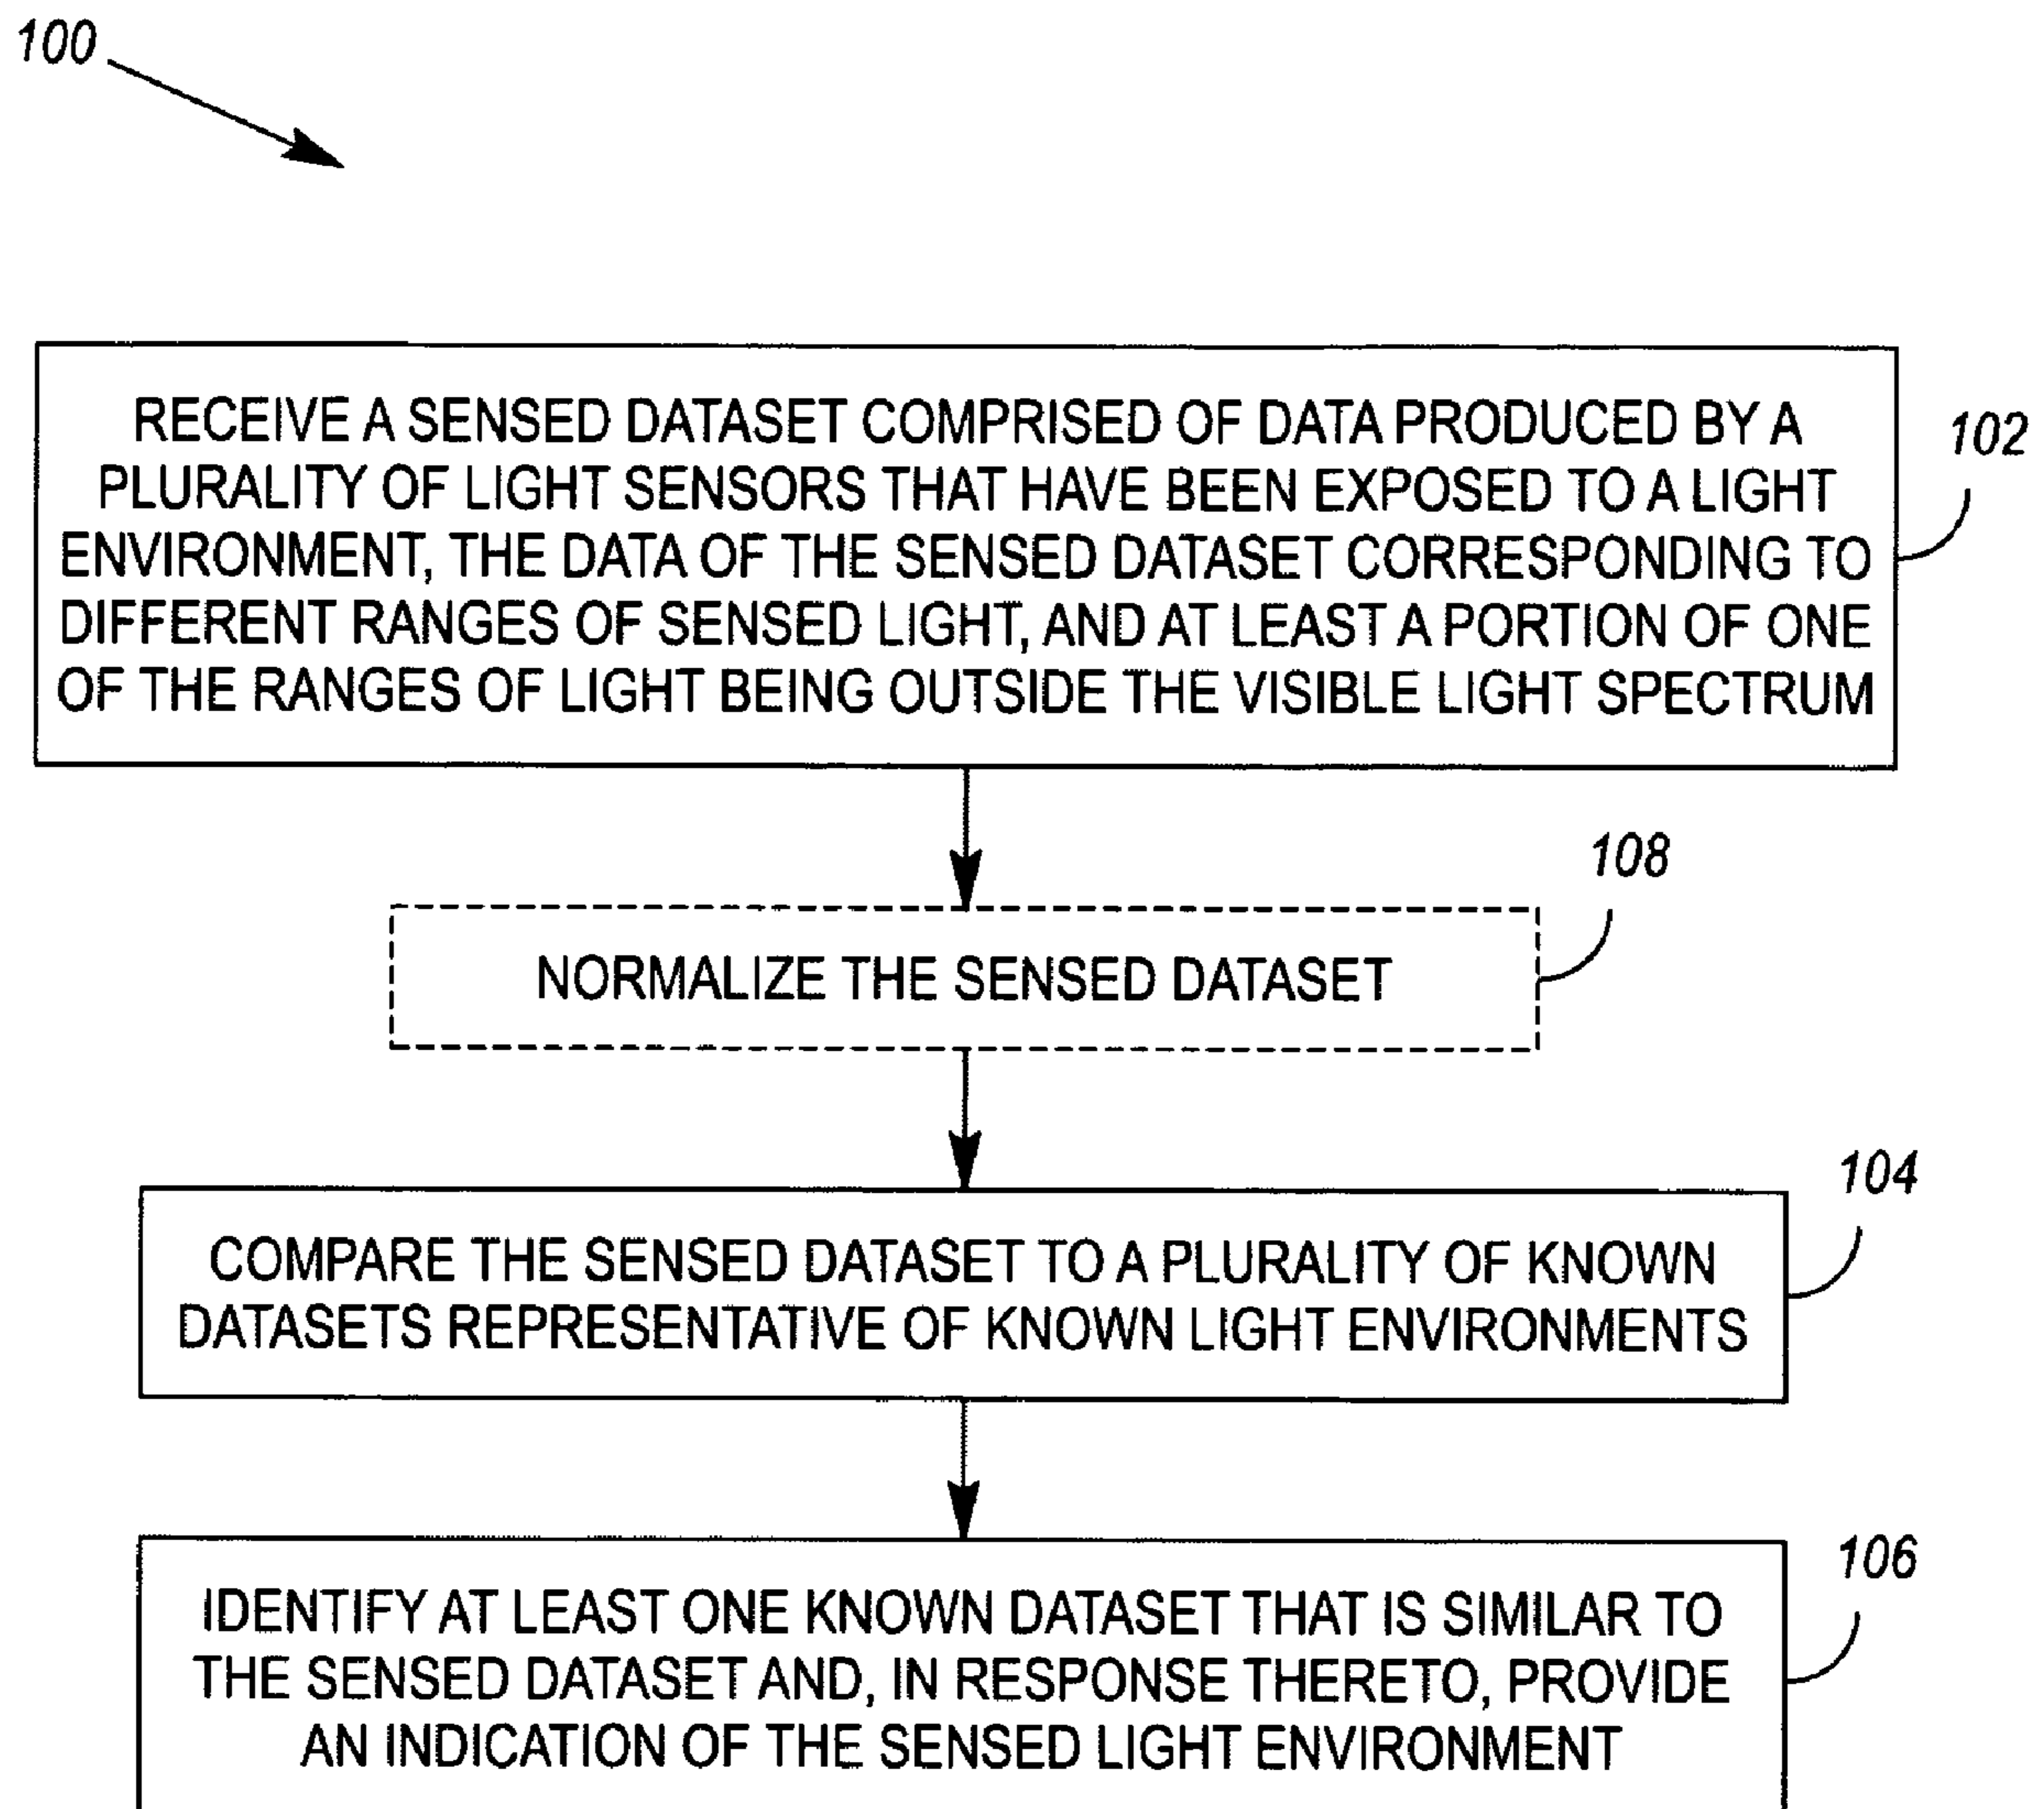 100
RECEIVE A SENSED DATASET COMPRISED OF DATA PRODUCED BY A
PLURALITY OF LIGHT SENSORS THAT HAVE BEEN EXPOSED TO A LIGHT
ENVIRONMENT, THE DATA OF THE SENSED DATASET CORRESPONDING TO
DIFFERENT RANGES OF SENSED LIGHT, AND AT LEAST A PORTION OF ONE
OF THE RANGES OF LIGHT BEING OUTSIDE THE VISIBLE LIGHT SPECTRUM
102
108
NORMALIZE THE SENSED DATASET
104
COMPARE THE SENSED DATASET TO A PLURALITY OF KNOWN
DATASETS REPRESENTATIVE OF KNOWN LIGHT ENVIRONMENTS
106
IDENTIFY AT LEAST ONE KNOWN DATASET THAT IS SIMILAR TO
THE SENSED DATASET AND, IN RESPONSE THERETO, PROVIDE
AN INDICATION OF THE SENSED LIGHT ENVIRONMENT